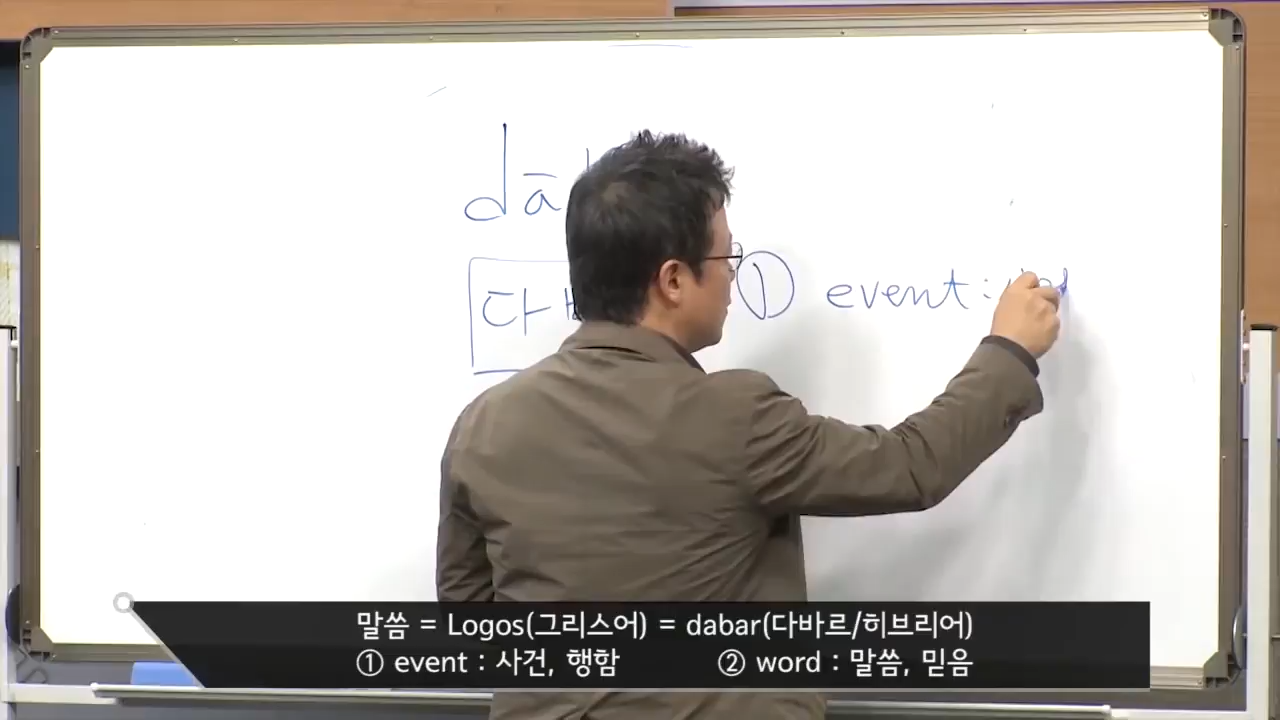 dā
다
① event :
말씀 = Logos(그리스어) = dabar(다바르/히브리어)
① event : 사건, 행함 ② word : 말씀, 믿음